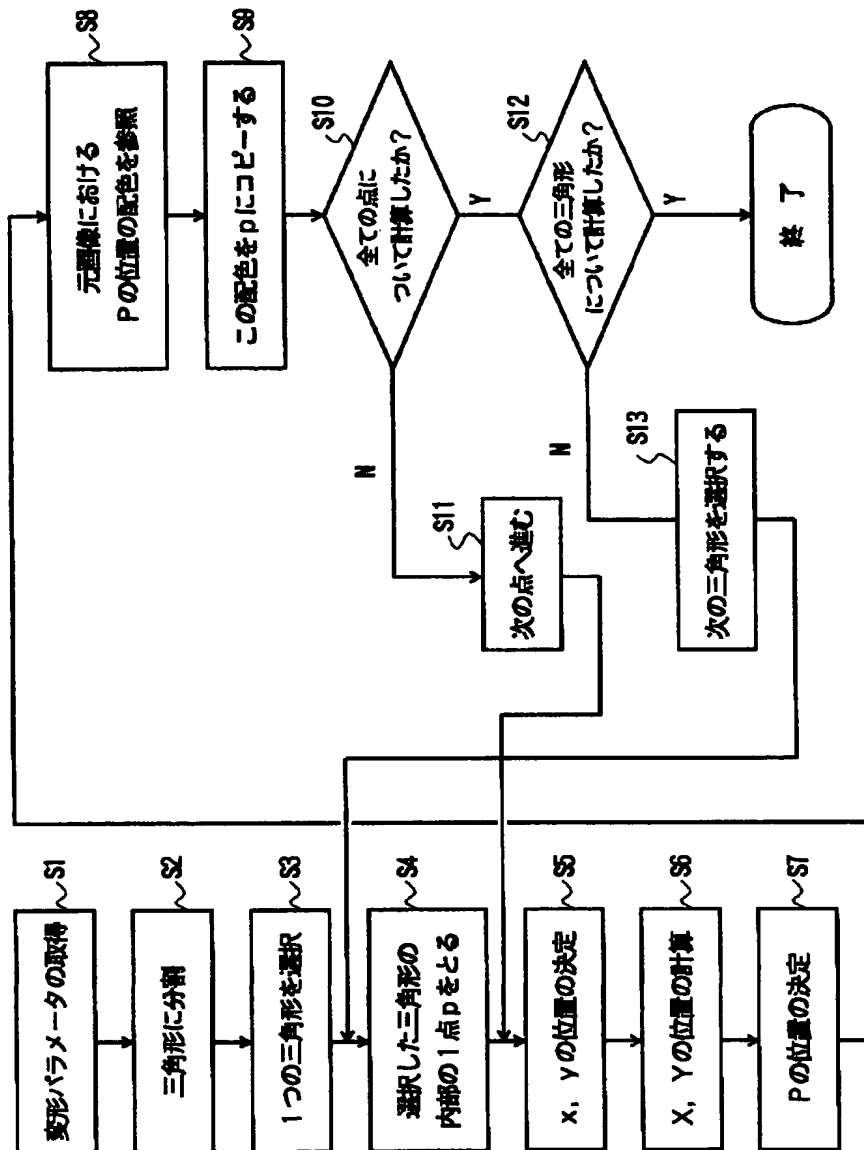 変形パラメータの取得
S1
三角形に分割
S2
1つの三角形を選択
S3
選択した三角形の
内部の1点pをとる
S4
x, yの位置の決定
S5
X, Yの位置の計算
S6
Pの位置の決定
S7
元画像における
Pの位置の配色を参照
S8
この配色をpにコピーする
S9
全ての点に
ついて計算したか?
S10
N
Y
次の点へ進む
S11
全ての三角形
について計算したか?
S12
N
Y
次の三角形を選択する
S13
終 了